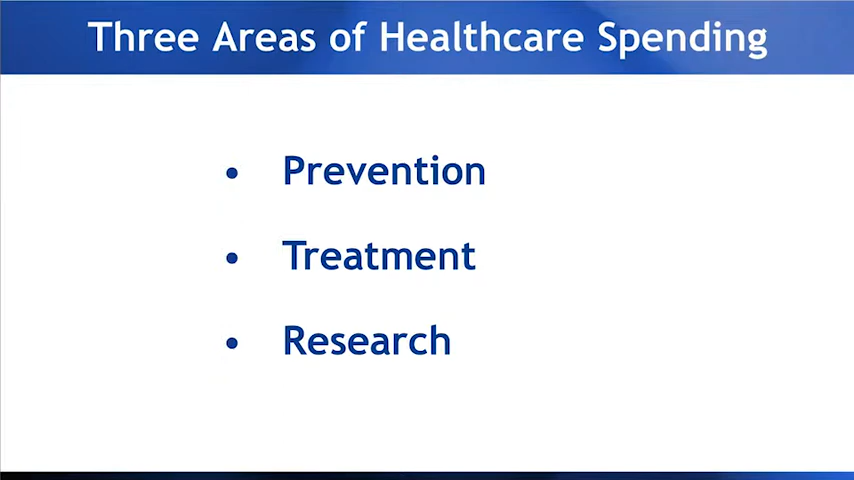 Three Areas of Healthcare Spending
• Prevention
• Treatment
• Research